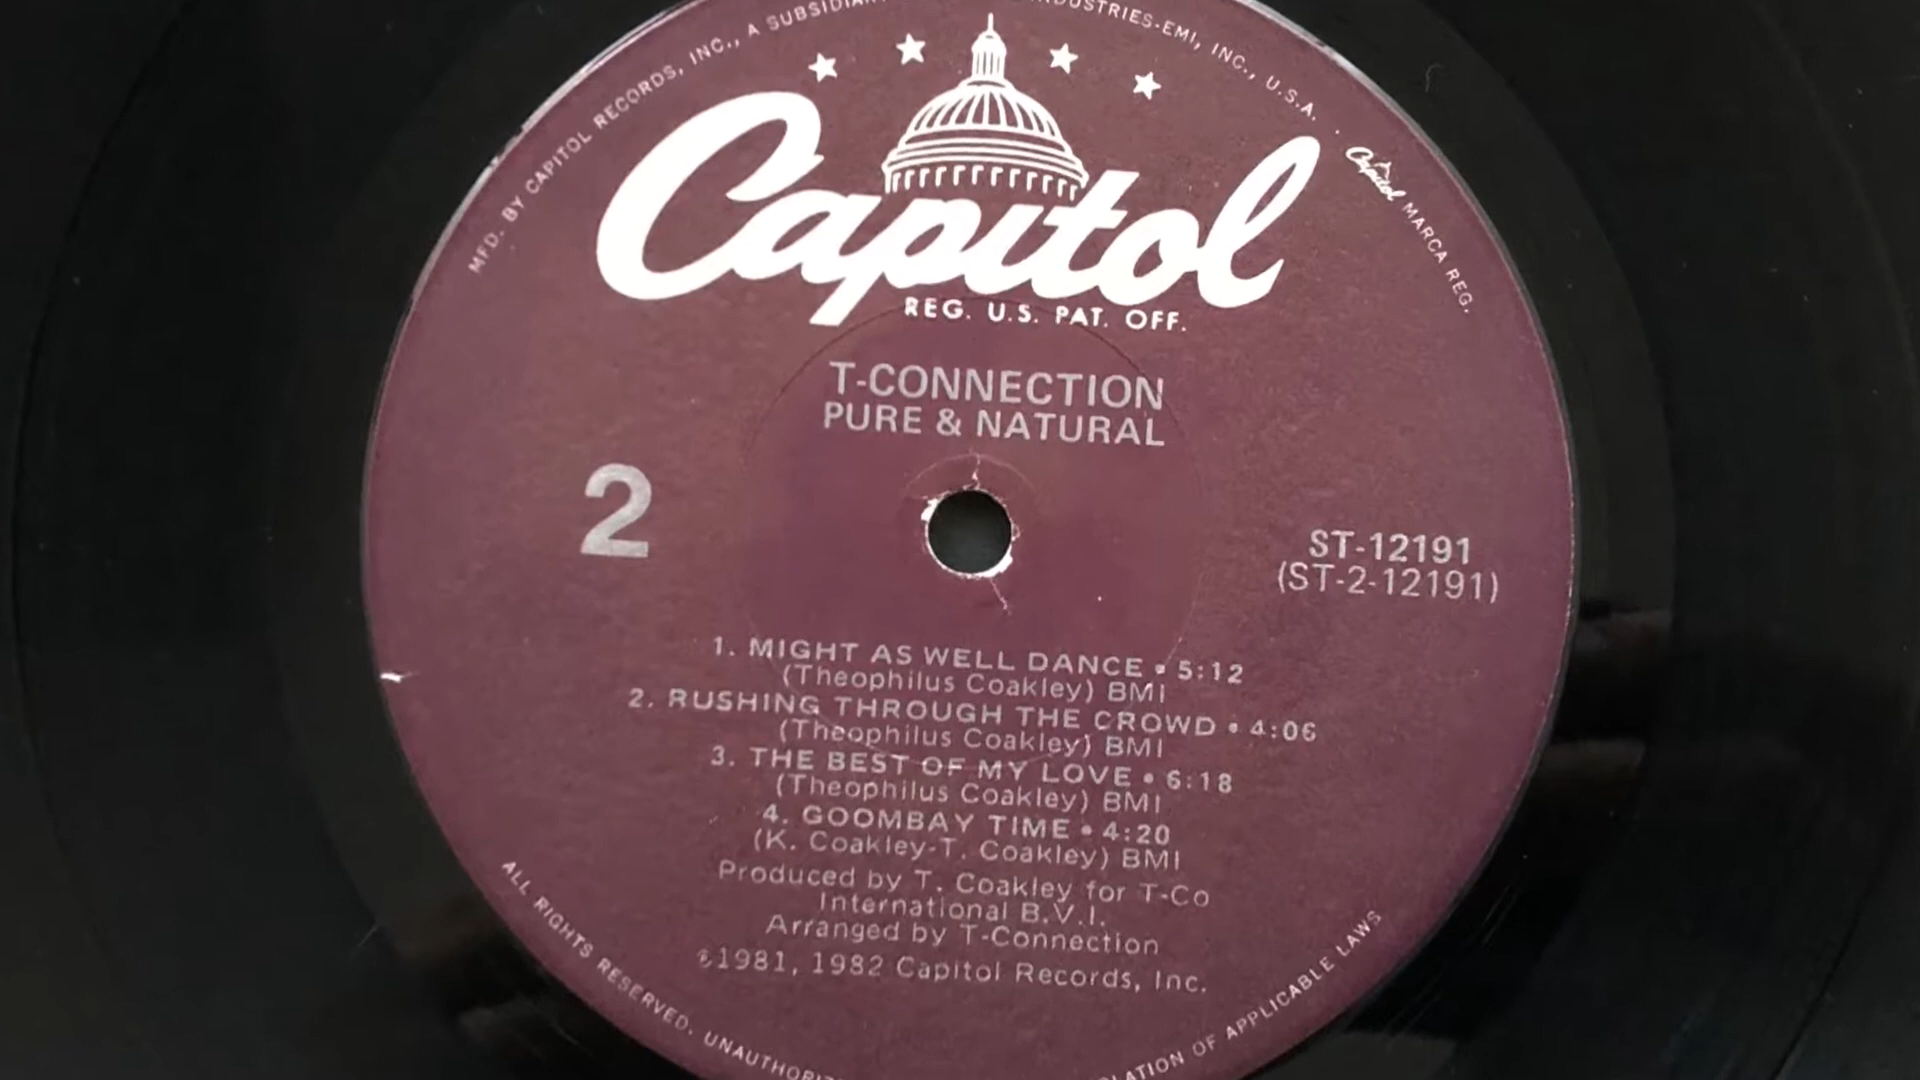 MFD. BY CAPITOL RECORDS, INC., A SUBSIDIARY
INDUSTRIES-EMI, INC., U.S.A. · Capitol MARCA REG.
Capitol
REG. U.S. PAT. OFF.
T-CONNECTION
PURE & NATURAL
2
ST-12191
(ST-2-12191)
1. MIGHT AS WELL DANCE • 5:12
(Theophilus Coakley) BMI
2. RUSHING THROUGH THE CROWD • 4:06
(Theophilus Coakley) BMI
3. THE BEST OF MY LOVE • 6:18
(Theophilus Coakley) BMI
4. GOOMBAY TIME • 4:20
(K. Coakley-T. Coakley) BMI
Produced by T. Coakley for T-Co
International B.V.I.
Arranged by T-Connection
℗1981, 1982 Capitol Records, Inc.
ALL RIGHTS RESERVED.
OF APPLICABLE LAWS